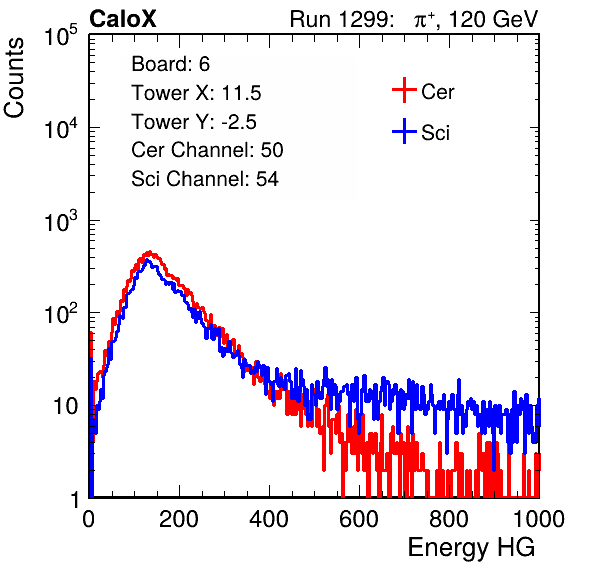 CaloX Run 1299: π⁺, 120 GeV
Counts
Board: 6
Tower X: 11.5
Tower Y: -2.5
Cer Channel: 50
Sci Channel: 54
Cer
Sci
10⁵
10⁴
10³
10²
10
1
0 200 400 600 800 1000
Energy HG